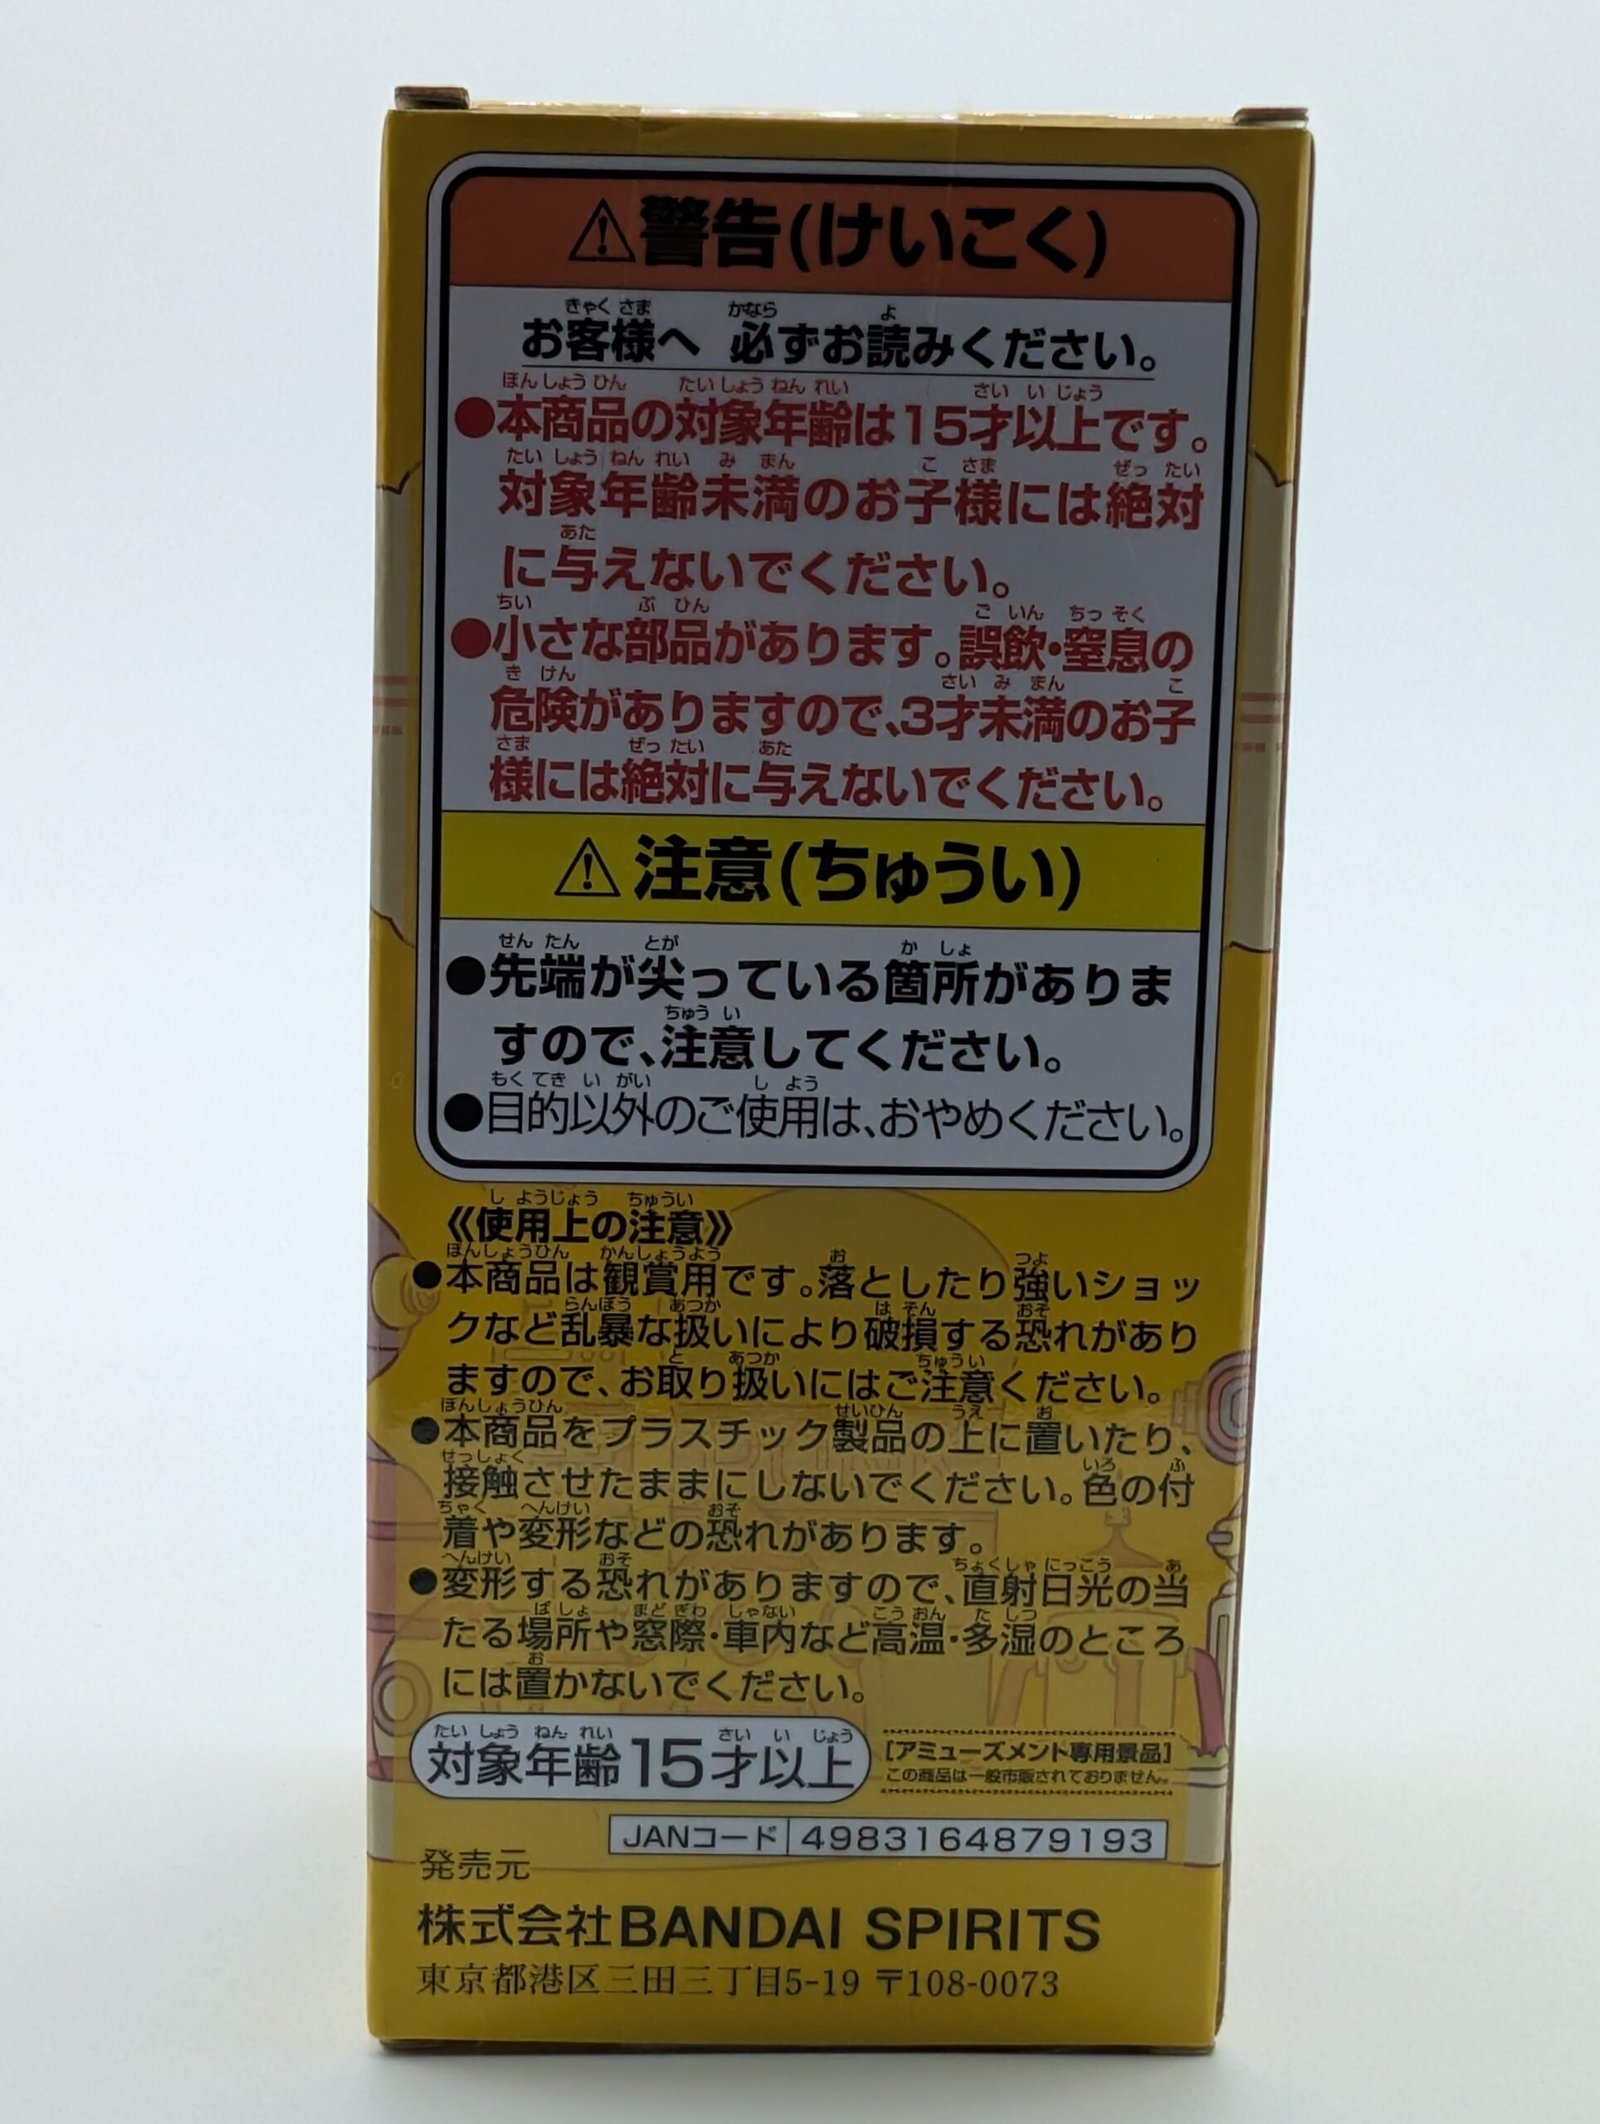 ⚠警告(けいこく)
お客様へ 必ずお読みください。
●本商品の対象年齢は15才以上です。
対象年齢未満のお子様には絶対
に与えないでください。
●小さな部品があります。誤飲・窒息の
危険がありますので、3才未満のお子
様には絶対に与えないでください。
⚠注意(ちゅうい)
●先端が尖っている箇所がありま
すので、注意してください。
●目的以外のご使用は、おやめください。
《使用上の注意》
●本商品は観賞用です。落としたり強いショッ
クなど乱暴な扱いにより破損する恐れがあり
ますので、お取り扱いにはご注意ください。
●本商品をプラスチック製品の上に置いたり、
接触させたままにしないでください。色の付
着や変形などの恐れがあります。
●変形する恐れがありますので、直射日光の当
たる場所や窓際・車内など高温・多湿のところ
には置かないでください。
対象年齢15才以上
[アミューズメント専用景品]
この商品は一般市販されておりません。
JANコード 4983164879193
発売元
株式会社BANDAI SPIRITS
東京都港区三田三丁目5-19 〒108-0073